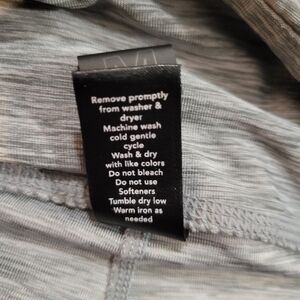 M
Remove promptly
from washer &
dryer
Machine wash
cold gentle
cycle
Wash & dry
with like colors
Do not bleach
Do not use
Softeners
Tumble dry low
Warm iron as
needed